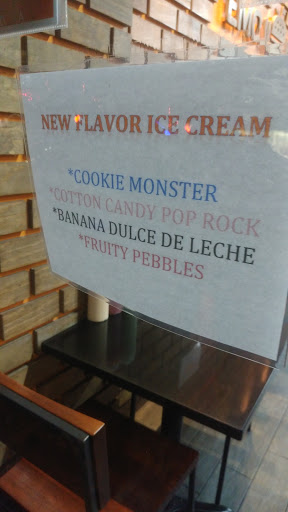 NEW FLAVOR ICE CREAM
*COOKIE MONSTER
*COTTON CANDY POP ROCK
*BANANA DULCE DE LECHE
*FRUITY PEBBLES